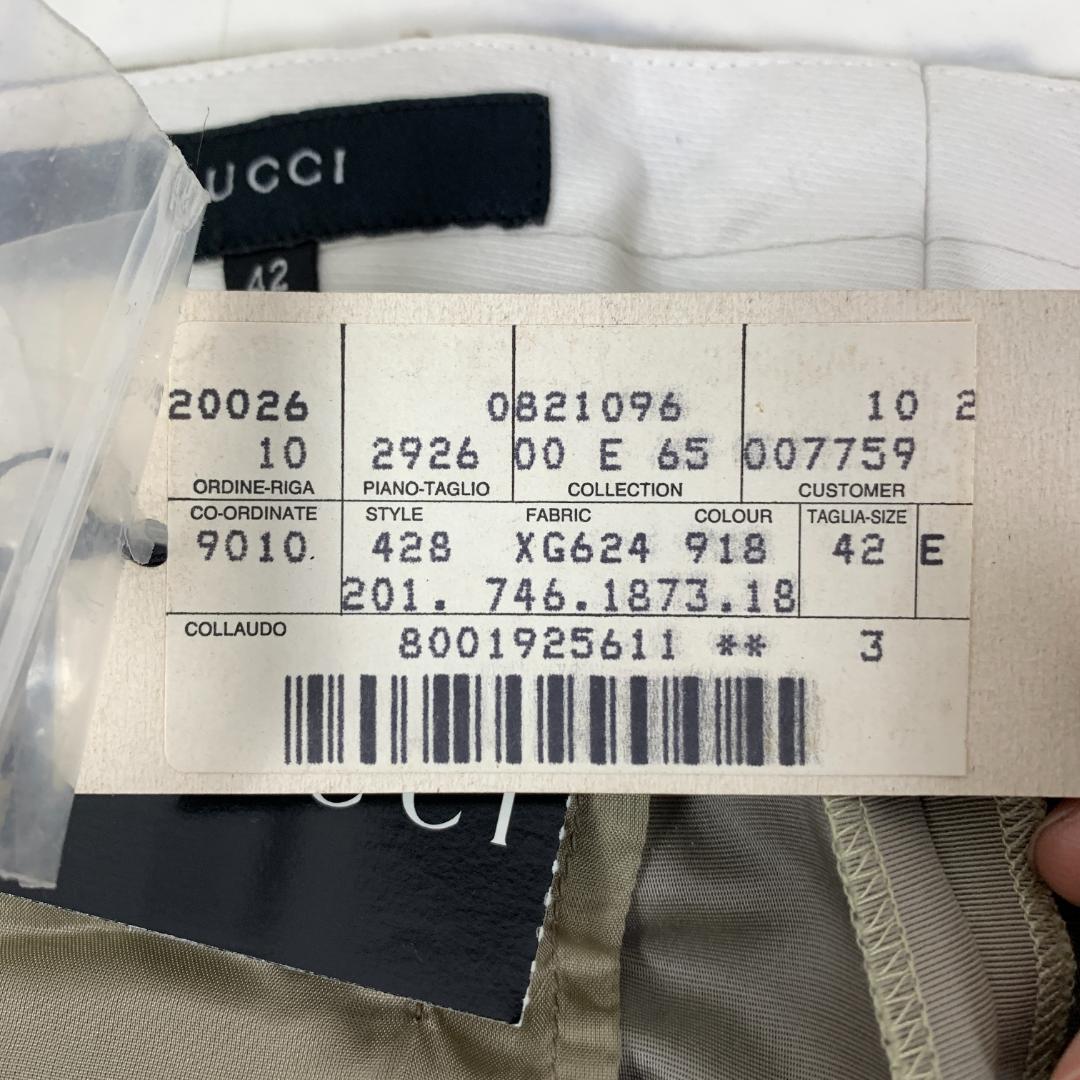 UCCI
42
20026 0821096 10 2
10 2926 00 E 65 007759
ORDINE-RIGA PIANO-TAGLIO COLLECTION CUSTOMER
CO-ORDINATE STYLE FABRIC COLOUR TAGLIA-SIZE
9010. 428 XG624 918 42 E
201. 746.1873.18
COLLAUDO
8001925611 ** 3
UCCI